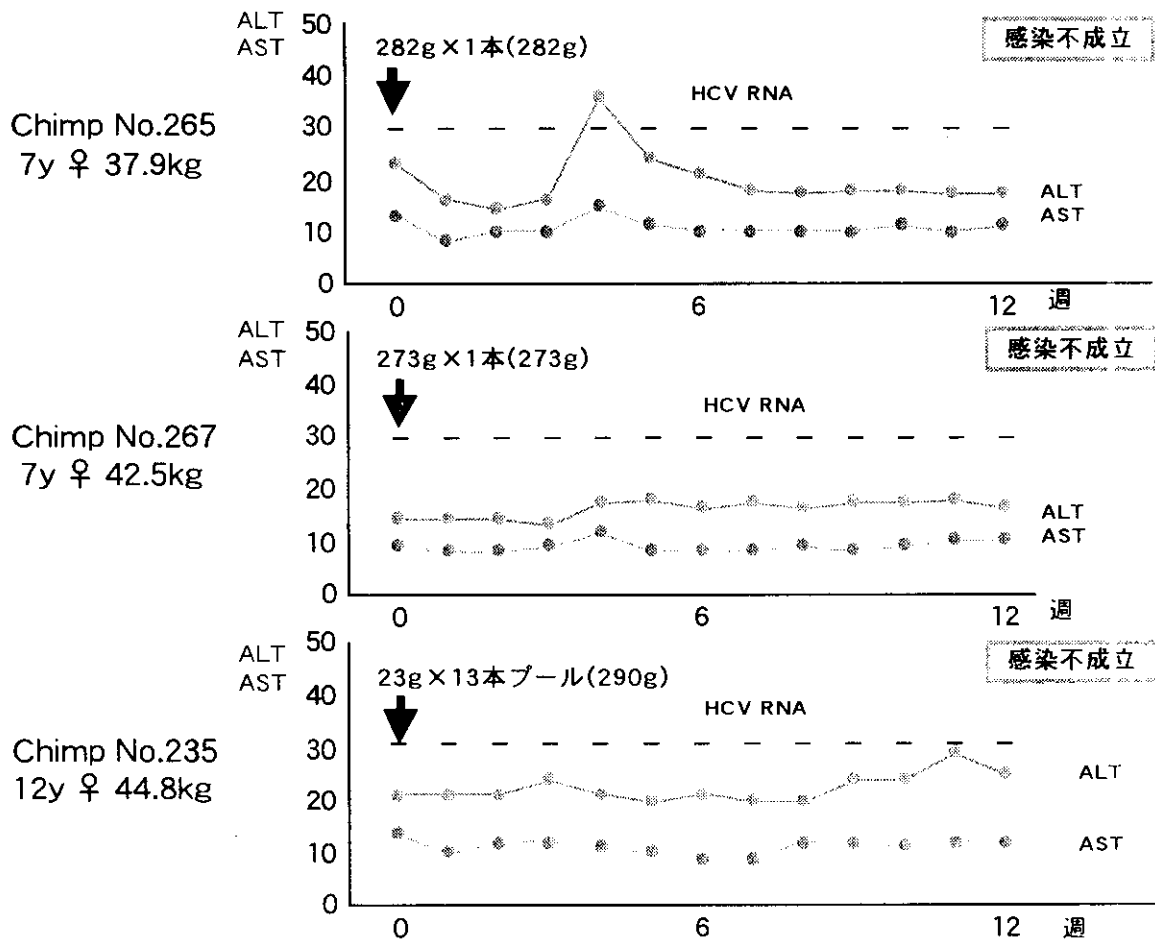 ALT
AST
50
40
30
20
10
0
282g×1本(282g)
感染不成立
HCV RNA
Chimp No.265
7y ♀ 37.9kg
ALT
AST
0
6
12
週
ALT
AST
50
40
30
20
10
0
273g×1本(273g)
感染不成立
HCV RNA
Chimp No.267
7y ♀ 42.5kg
ALT
AST
0
6
12
週
ALT
AST
50
40
30
20
10
0
23g×13本プール(290g)
感染不成立
HCV RNA
Chimp No.235
12y ♀ 44.8kg
ALT
AST
0
6
12
週